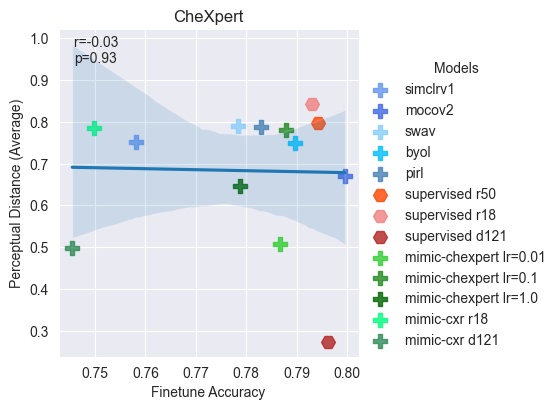 CheXpert
r=-0.03
p=0.93
1.0
0.9
0.8
0.7
0.6
0.5
0.4
0.3
Perceptual Distance (Average)
0.75
0.76
0.77
0.78
0.79
0.80
Finetune Accuracy
Models
simclrv1
mocov2
swav
byol
pirl
supervised r50
supervised r18
supervised d121
mimic-chexpert lr=0.01
mimic-chexpert lr=0.1
mimic-chexpert lr=1.0
mimic-cxr r18
mimic-cxr d121